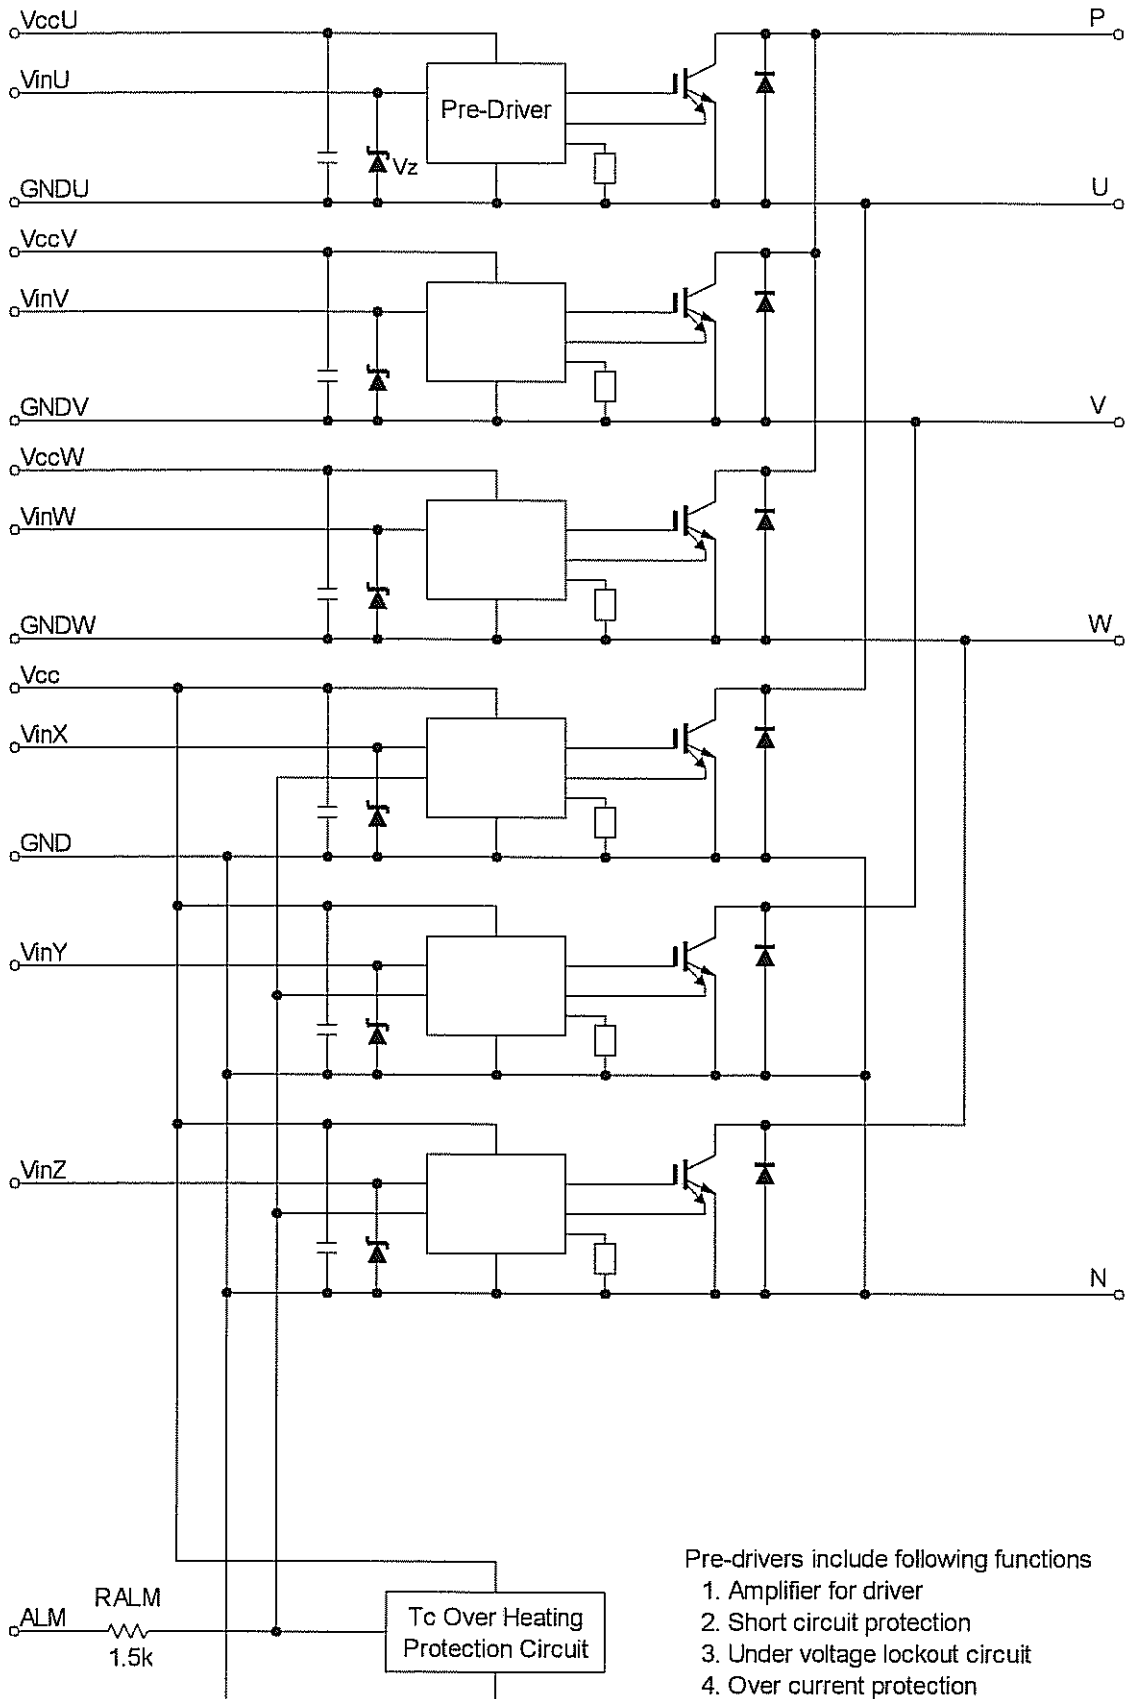 VccU
P
VinU
Pre-Driver
Vz
GNDU
U
VccV
VinV
GNDV
V
VccW
VinW
GNDW
W
Vcc
VinX
GND
VinY
VinZ
N
Pre-drivers include following functions
1. Amplifier for driver
2. Short circuit protection
3. Under voltage lockout circuit
4. Over current protection
RALM
ALM
1.5k
Tc Over Heating
Protection Circuit